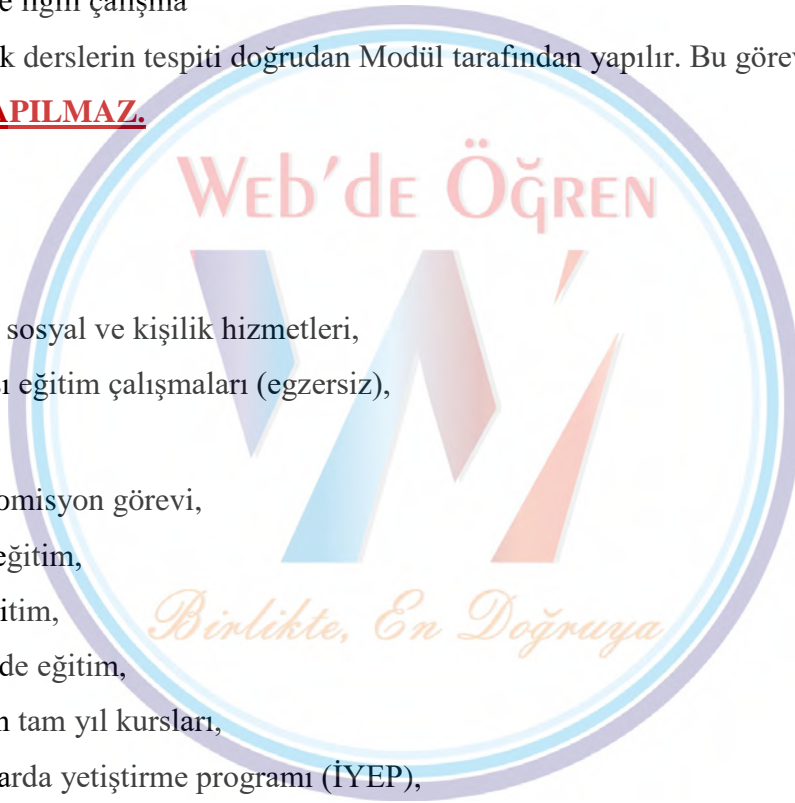 e ilgili çalışma
k derslerin tespiti doğrudan Modül tarafından yapılır. Bu görev
APILMAZ.
Web'de Öğren
sosyal ve kişilik hizmetleri,
ı eğitim çalışmaları (egzersiz),
omisyon görevi,
eğitim,
itim,
Birlikte, En Doğruya
de eğitim,
n tam yıl kursları,
arda yetiştirme programı (İYEP),